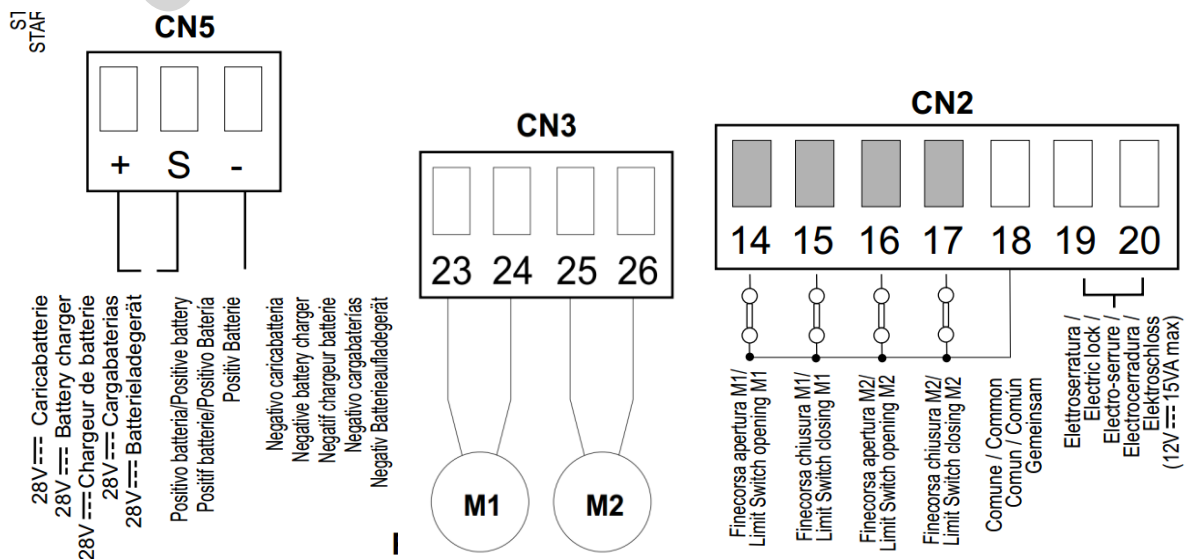 ST
STAR
CN5
+ S -
28V⎓ Caricabatterie
28V⎓ Battery charger
28V⎓Chargeur de batterie
28V⎓ Cargabaterias
28V⎓Batterieladegerät
Positivo batteria/Positive battery
Positif batterie/Positivo Batería
Positiv Batterie
Negativo caricabatteria
Negative battery charger
Negatif chargeur batterie
Negativo cargabaterías
Negativ Batterieaufladegerät
CN3
23 24 25 26
M1 M2
CN2
14 15 16 17 18 19 20
Finecorsa apertura M1/
Limit Switch opening M1
Finecorsa chiusura M1/
Limit Switch closing M1
Finecorsa apertura M2/
Limit Switch opening M2
Finecorsa chiusura M2/
Limit Switch closing M2
Comune / Common
Comun / Común
Gemeinsam
Elettroserratura /
Electric lock /
Electro-serrure /
Electrocerradura /
Elektroschloss
(12V⎓15VA max)